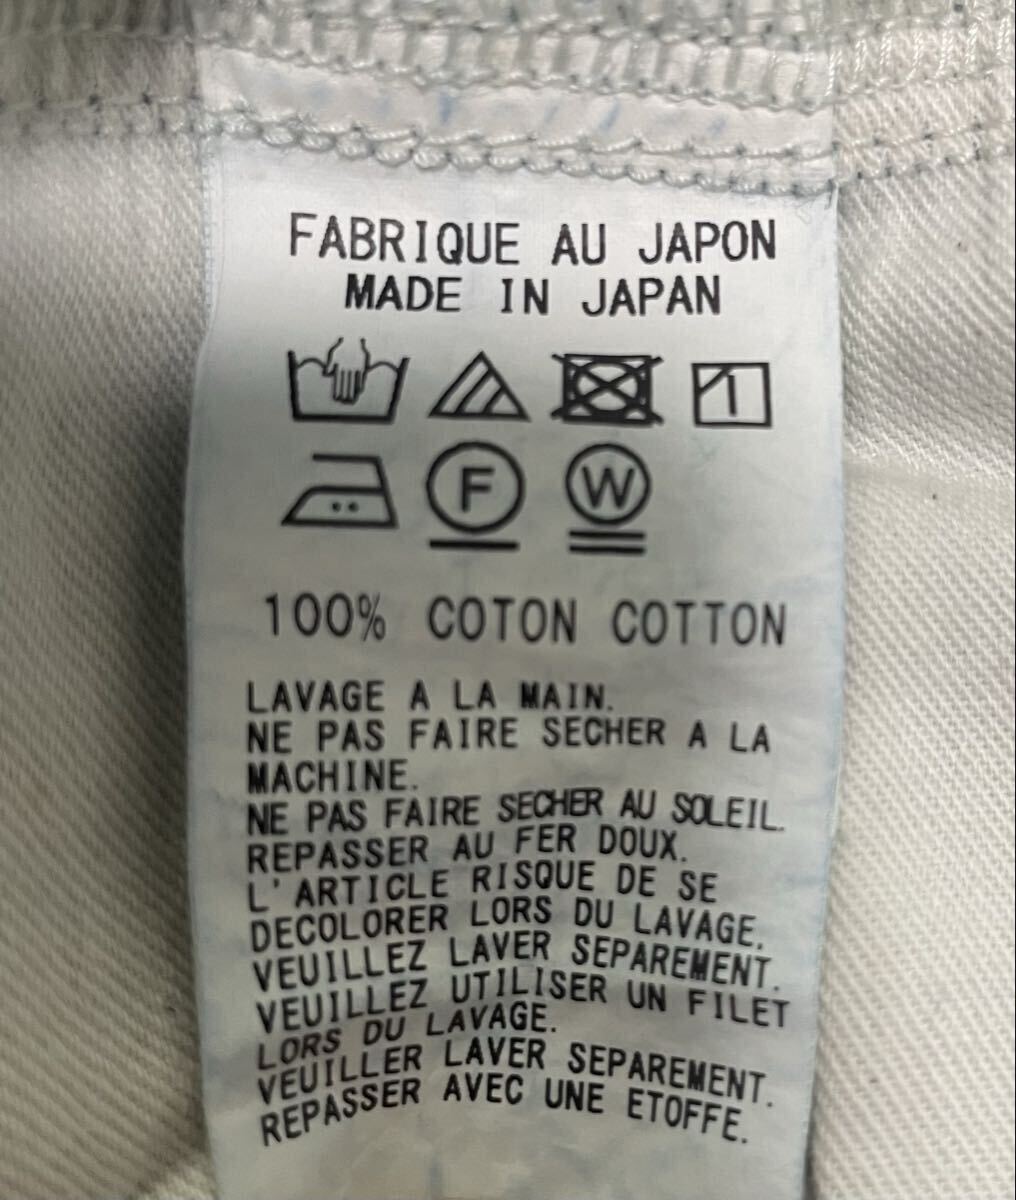 FABRIQUE AU JAPON
MADE IN JAPAN
F W
100% COTON COTTON
LAVAGE A LA MAIN.
NE PAS FAIRE SECHER A LA
MACHINE.
NE PAS FAIRE SECHER AU SOLEIL.
REPASSER AU FER DOUX.
L'ARTICLE RISQUE DE SE
DECOLORER LORS DU LAVAGE.
VEUILLEZ LAVER SEPAREMENT.
VEUILLEZ UTILISER UN FILET
LORS DU LAVAGE.
VEUILLER LAVER SEPAREMENT.
REPASSER AVEC UNE ETOFFE.